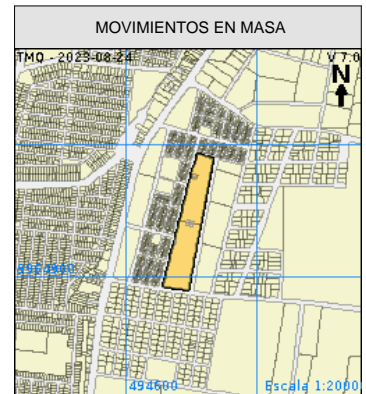 MOVIMIENTOS EN MASA
TMQ - 2023-08-24
V 7.0
N
9964900
494600
Escala 1:2000